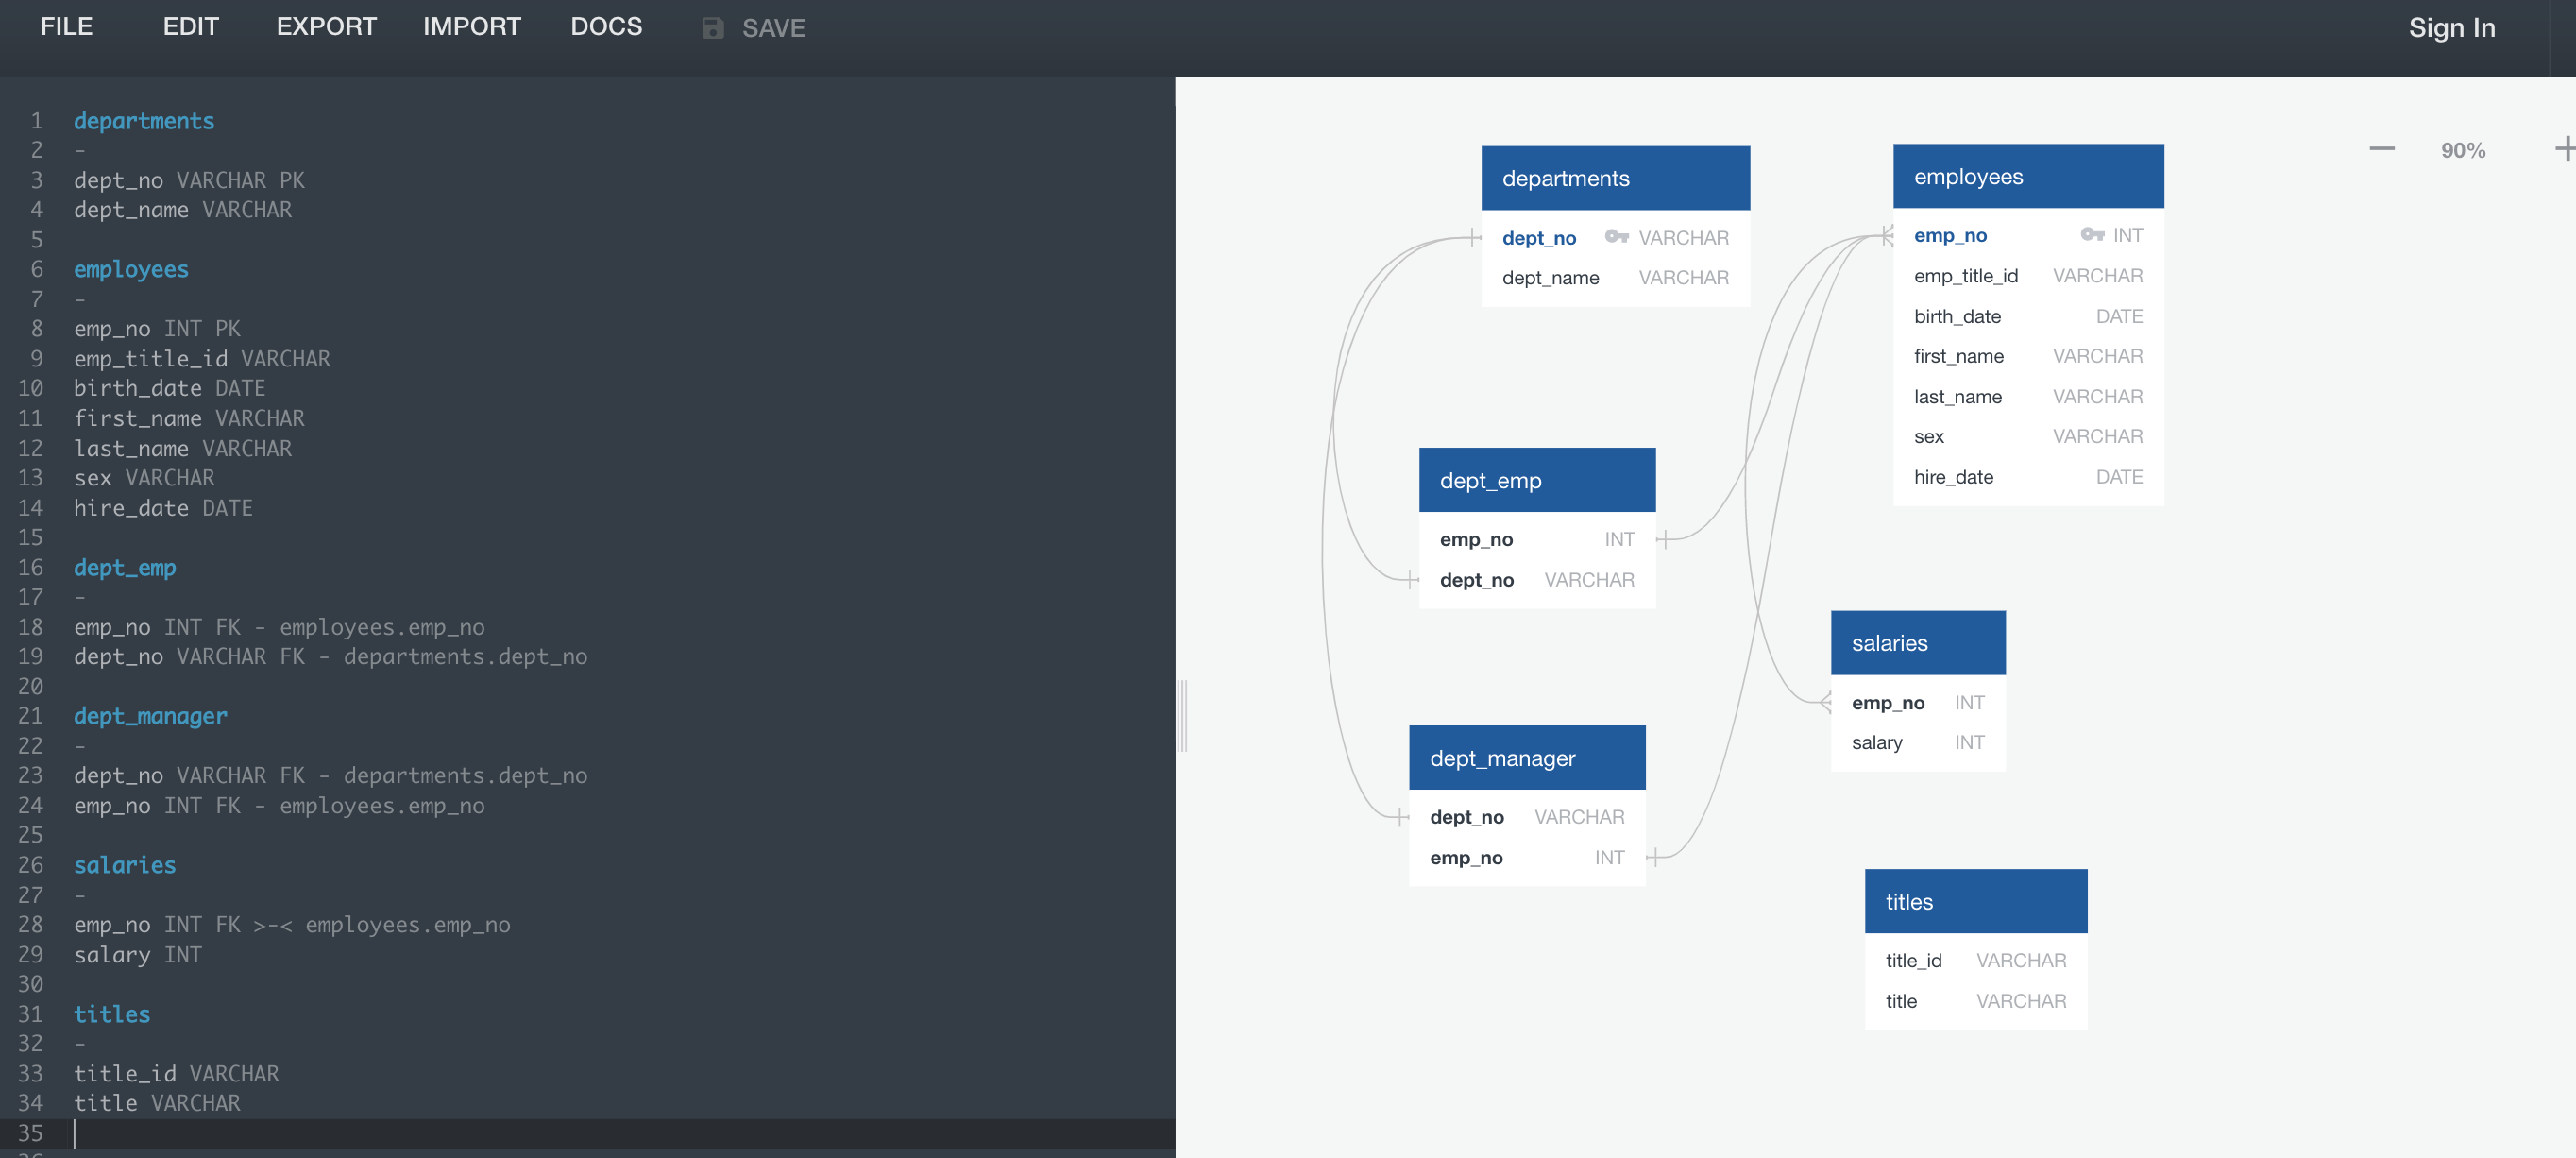 FILE EDIT EXPORT IMPORT DOCS SAVE Sign In
1 departments
2 -
3 dept_no VARCHAR PK
4 dept_name VARCHAR
5
6 employees
7 -
8 emp_no INT PK
9 emp_title_id VARCHAR
10 birth_date DATE
11 first_name VARCHAR
12 last_name VARCHAR
13 sex VARCHAR
14 hire_date DATE
15
16 dept_emp
17 -
18 emp_no INT FK - employees.emp_no
19 dept_no VARCHAR FK - departments.dept_no
20
21 dept_manager
22 -
23 dept_no VARCHAR FK - departments.dept_no
24 emp_no INT FK - employees.emp_no
25
26 salaries
27 -
28 emp_no INT FK >-< employees.emp_no
29 salary INT
30
31 titles
32 -
33 title_id VARCHAR
34 title VARCHAR
35
90%
departments
dept_no VARCHAR
dept_name VARCHAR
employees
emp_no INT
emp_title_id VARCHAR
birth_date DATE
first_name VARCHAR
last_name VARCHAR
sex VARCHAR
hire_date DATE
dept_emp
emp_no INT
dept_no VARCHAR
salaries
emp_no INT
salary INT
dept_manager
dept_no VARCHAR
emp_no INT
titles
title_id VARCHAR
title VARCHAR